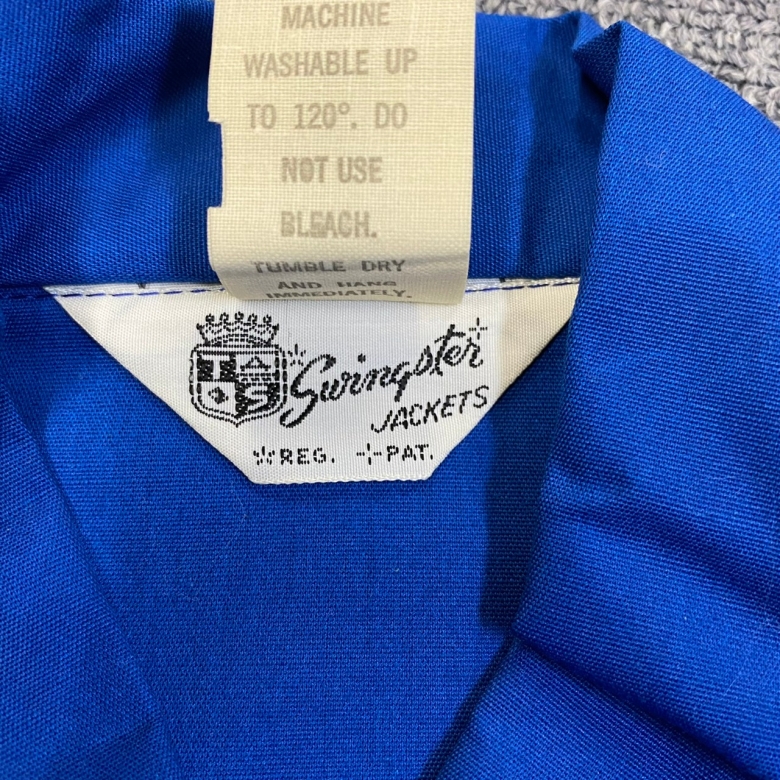 MACHINE
WASHABLE UP
TO 120°. DO
NOT USE
BLEACH.
TUMBLE DRY
AND HANG
IMMEDIATELY.
Swingster
JACKETS
REG. PAT.